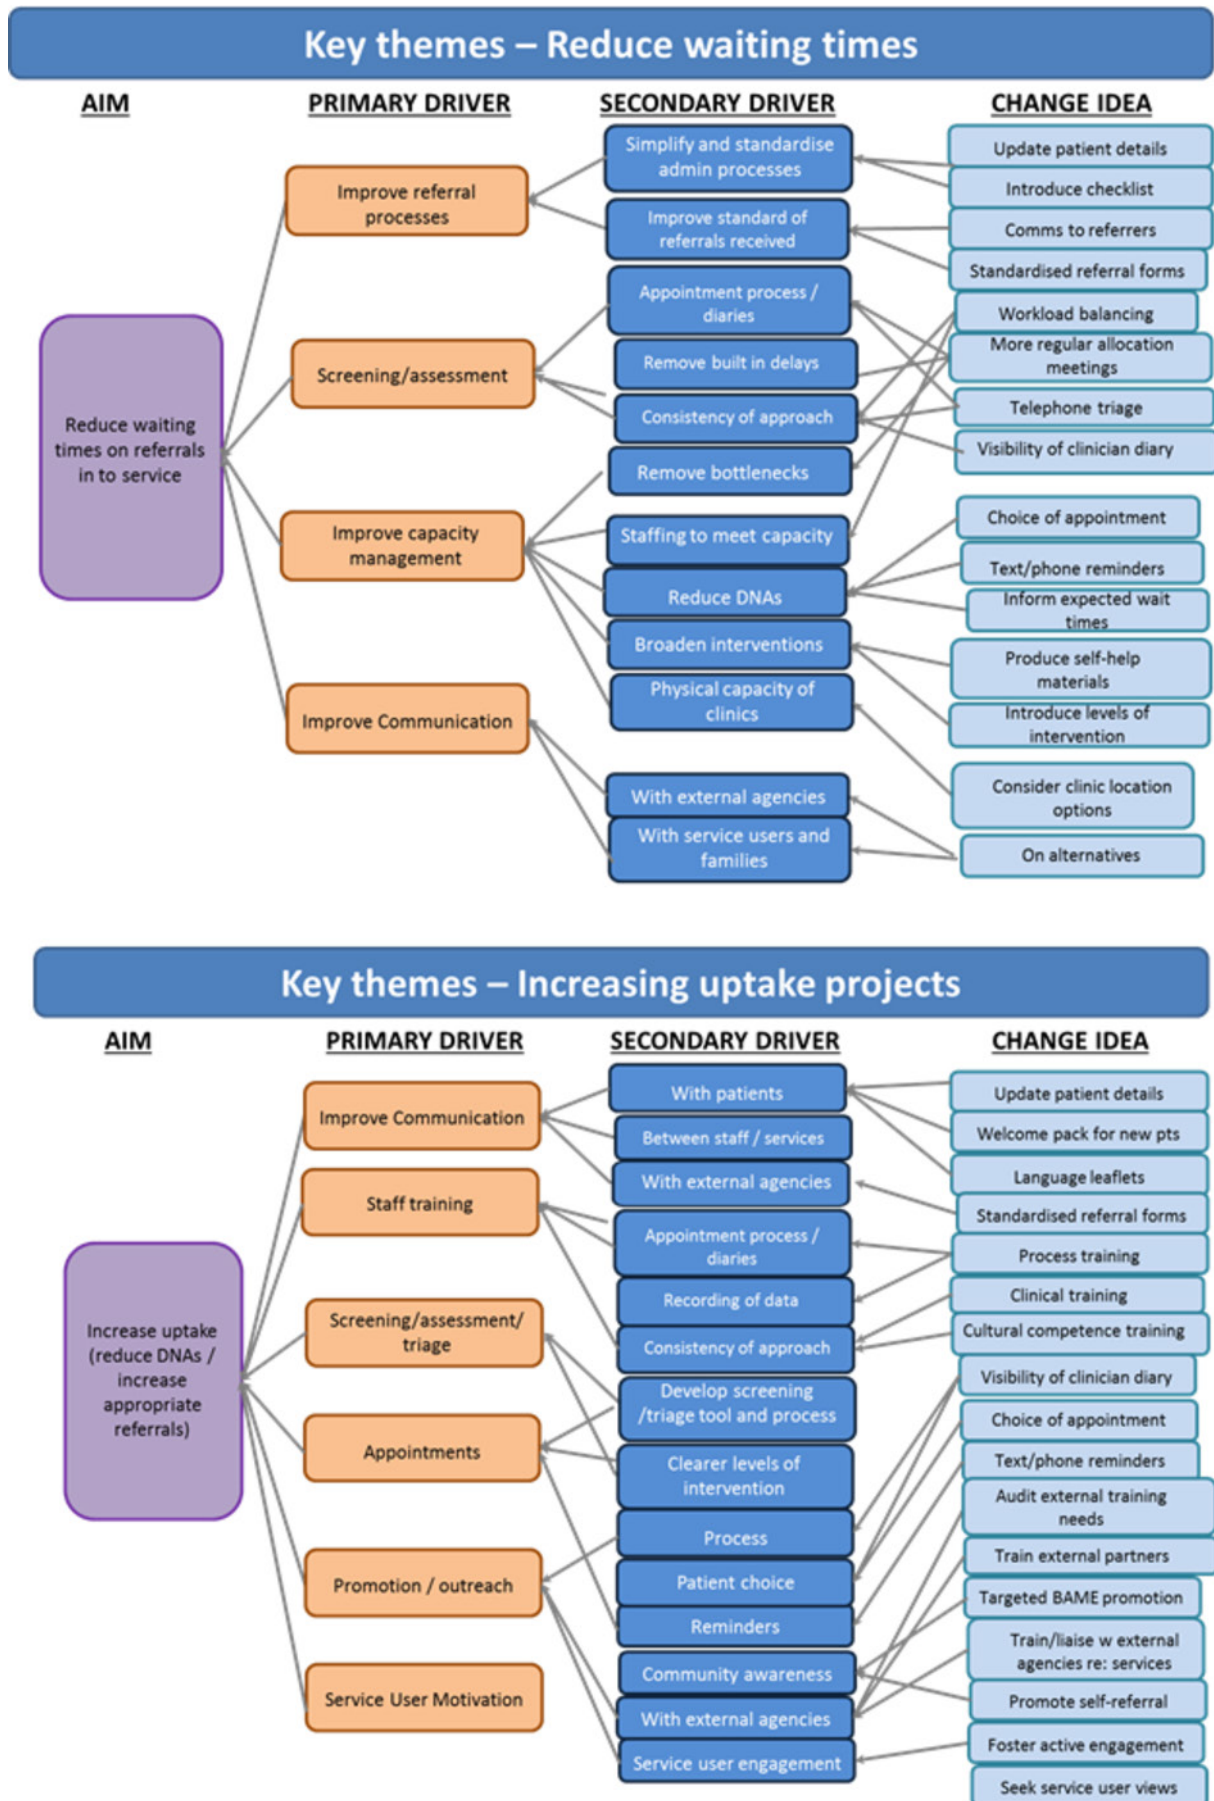 Key themes – Reduce waiting times
AIM
PRIMARY DRIVER
SECONDARY DRIVER
CHANGE IDEA
Reduce waiting
times on referrals
in to service
Improve referral
processes
Screening/assessment
Improve capacity
management
Improve Communication
Simplify and standardise
admin processes
Improve standard of
referrals received
Appointment process /
diaries
Remove built in delays
Consistency of approach
Remove bottlenecks
Staffing to meet capacity
Reduce DNAs
Broaden interventions
Physical capacity of
clinics
With external agencies
With service users and
families
Update patient details
Introduce checklist
Comms to referrers
Standardised referral forms
Workload balancing
More regular allocation
meetings
Telephone triage
Visibility of clinician diary
Choice of appointment
Text/phone reminders
Inform expected wait
times
Produce self-help
materials
Introduce levels of
intervention
Consider clinic location
options
On alternatives
Key themes – Increasing uptake projects
AIM
PRIMARY DRIVER
SECONDARY DRIVER
CHANGE IDEA
Increase uptake
(reduce DNAs /
increase
appropriate
referrals)
Improve Communication
Staff training
Screening/assessment/
triage
Appointments
Promotion / outreach
Service User Motivation
With patients
Between staff / services
With external agencies
Appointment process /
diaries
Recording of data
Consistency of approach
Develop screening
/triage tool and process
Clearer levels of
intervention
Process
Patient choice
Reminders
Community awareness
With external agencies
Service user engagement
Update patient details
Welcome pack for new pts
Language leaflets
Standardised referral forms
Process training
Clinical training
Cultural competence training
Visibility of clinician diary
Choice of appointment
Text/phone reminders
Audit external training
needs
Train external partners
Targeted BAME promotion
Train/liaise w external
agencies re: services
Promote self-referral
Foster active engagement
Seek service user views